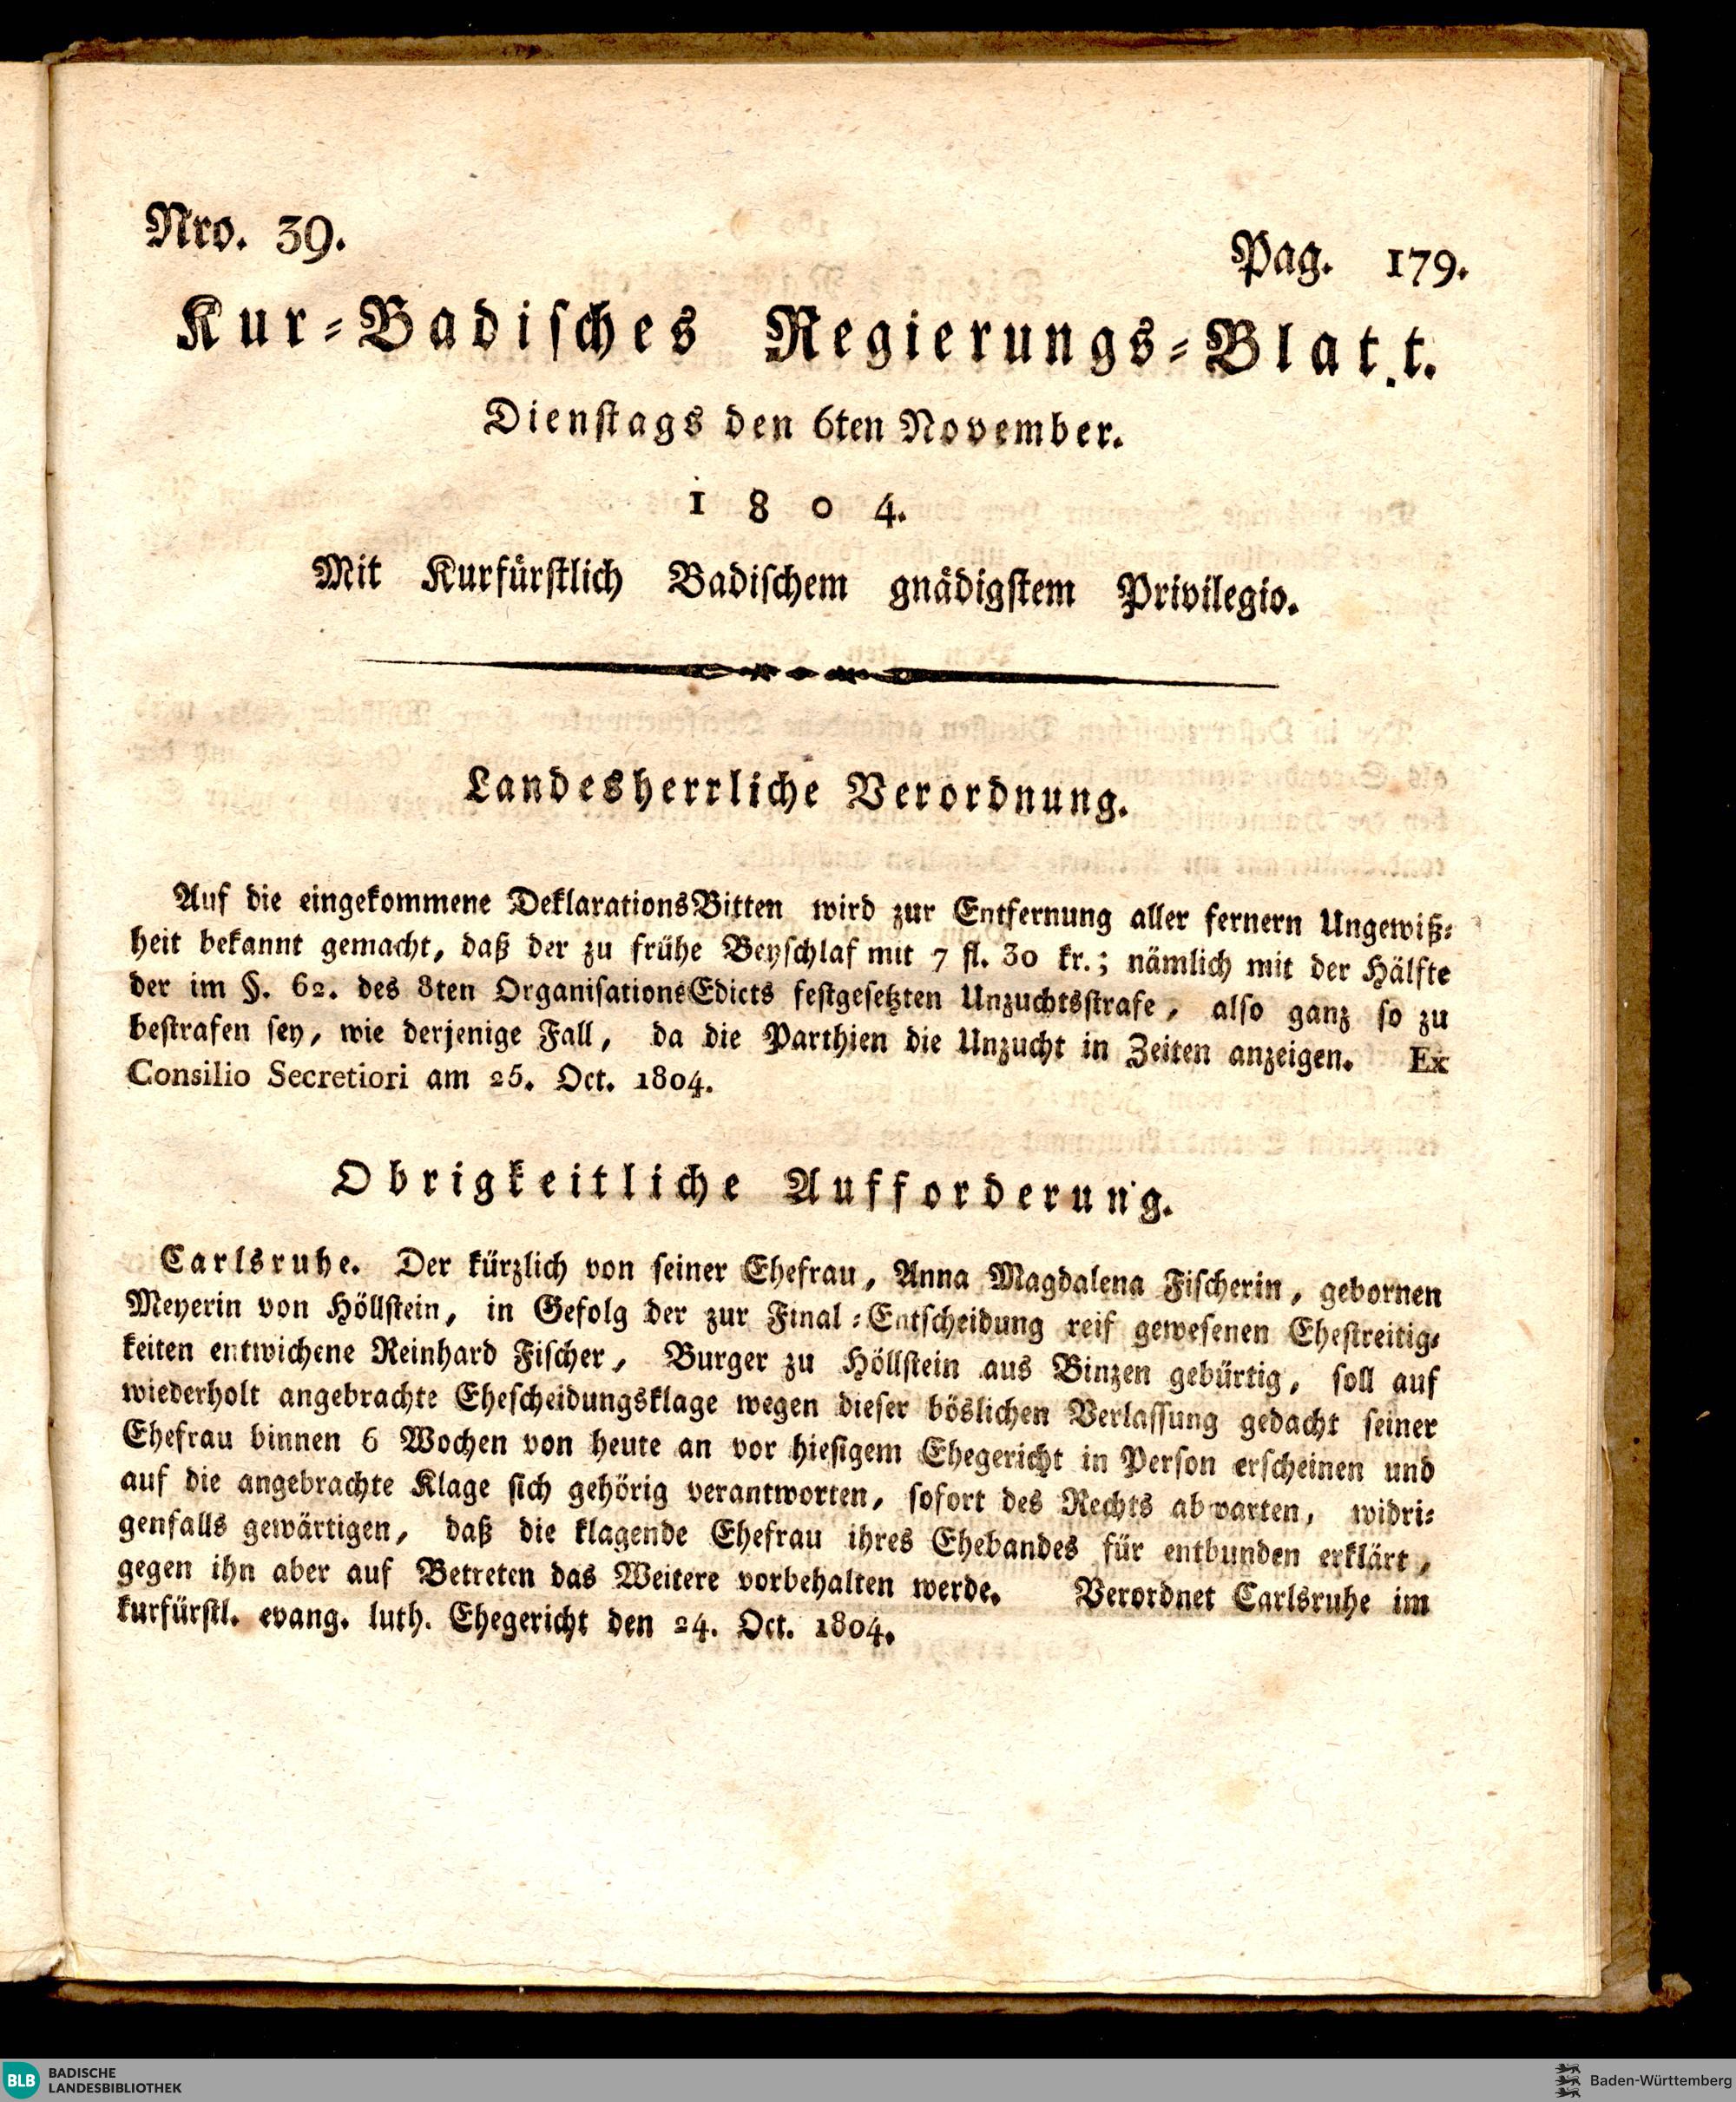 Nro. 39.
Pag. 179.
Kur-Badisches Regierungs-Blatt.
Dienstags den 6ten November.
1804.
Mit Kurfürstlich Badischem gnädigstem Privilegio.
Landesherrliche Verordnung.
Auf die eingekommene DeklarationsBitten wird zur Entfernung aller fernern Ungewiß-
heit bekannt gemacht, daß der zu frühe Beyschlaf mit 7 fl. 30 kr.; nämlich mit der Hälfte
der im §. 62. des 8ten OrganisationsEdicts festgesetzten Unzuchtsstrafe, also ganz so zu
bestrafen sey, wie derjenige Fall, da die Parthien die Unzucht in Zeiten anzeigen. Ex
Consilio Secretiori am 25. Oct. 1804.
Obrigkeitliche Aufforderung.
Carlsruhe. Der kürzlich von seiner Ehefrau, Anna Magdalena Fischerin, gebornen
Meyerin von Höllstein, in Gefolg der zur Final-Entscheidung reif gewesenen Ehestreitig-
keiten entwichene Reinhard Fischer, Burger zu Höllstein aus Binzen gebürtig, soll auf
wiederholt angebrachte Ehescheidungsklage wegen dieser böslichen Verlassung gedacht seiner
Ehefrau binnen 6 Wochen von heute an vor hiesigem Ehegericht in Person erscheinen und
auf die angebrachte Klage sich gehörig verantworten, sofort des Rechts abwarten, widri-
genfalls gewärtigen, daß die klagende Ehefrau ihres Ehebandes für entbunden erklärt,
gegen ihn aber auf Betreten das Weitere vorbehalten werde. Verordnet Carlsruhe im
kurfürstl. evang. luth. Ehegericht den 24. Oct. 1804.
BLB BADISCHE
LANDESBIBLIOTHEK
Baden-Württemberg